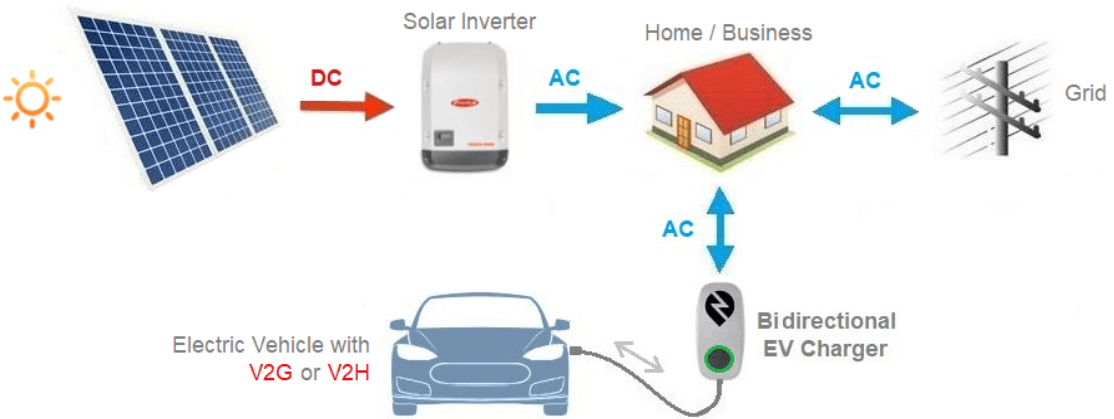 Solar Inverter
Home / Business
DC
AC
AC
Grid
AC
Electric Vehicle with
V2G or V2H
Bidirectional
EV Charger